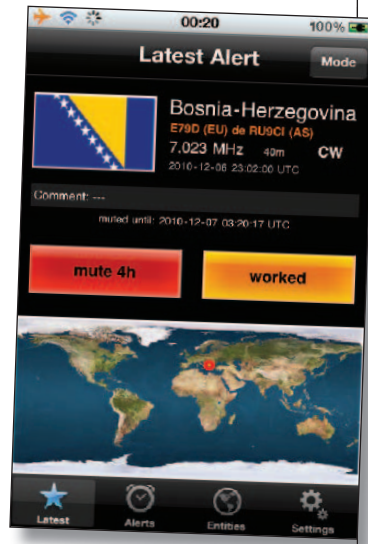 00:20 100%
Latest Alert Mode
Bosnia-Herzegovina
E79D (EU) de RU9CI (AS)
7.023 MHz 40m CW
2010-12-06 23:02:00 UTC
Comment: ---
muted until: 2010-12-07 03:20:17 UTC
mute 4h worked
Latest Alerts Entities Settings